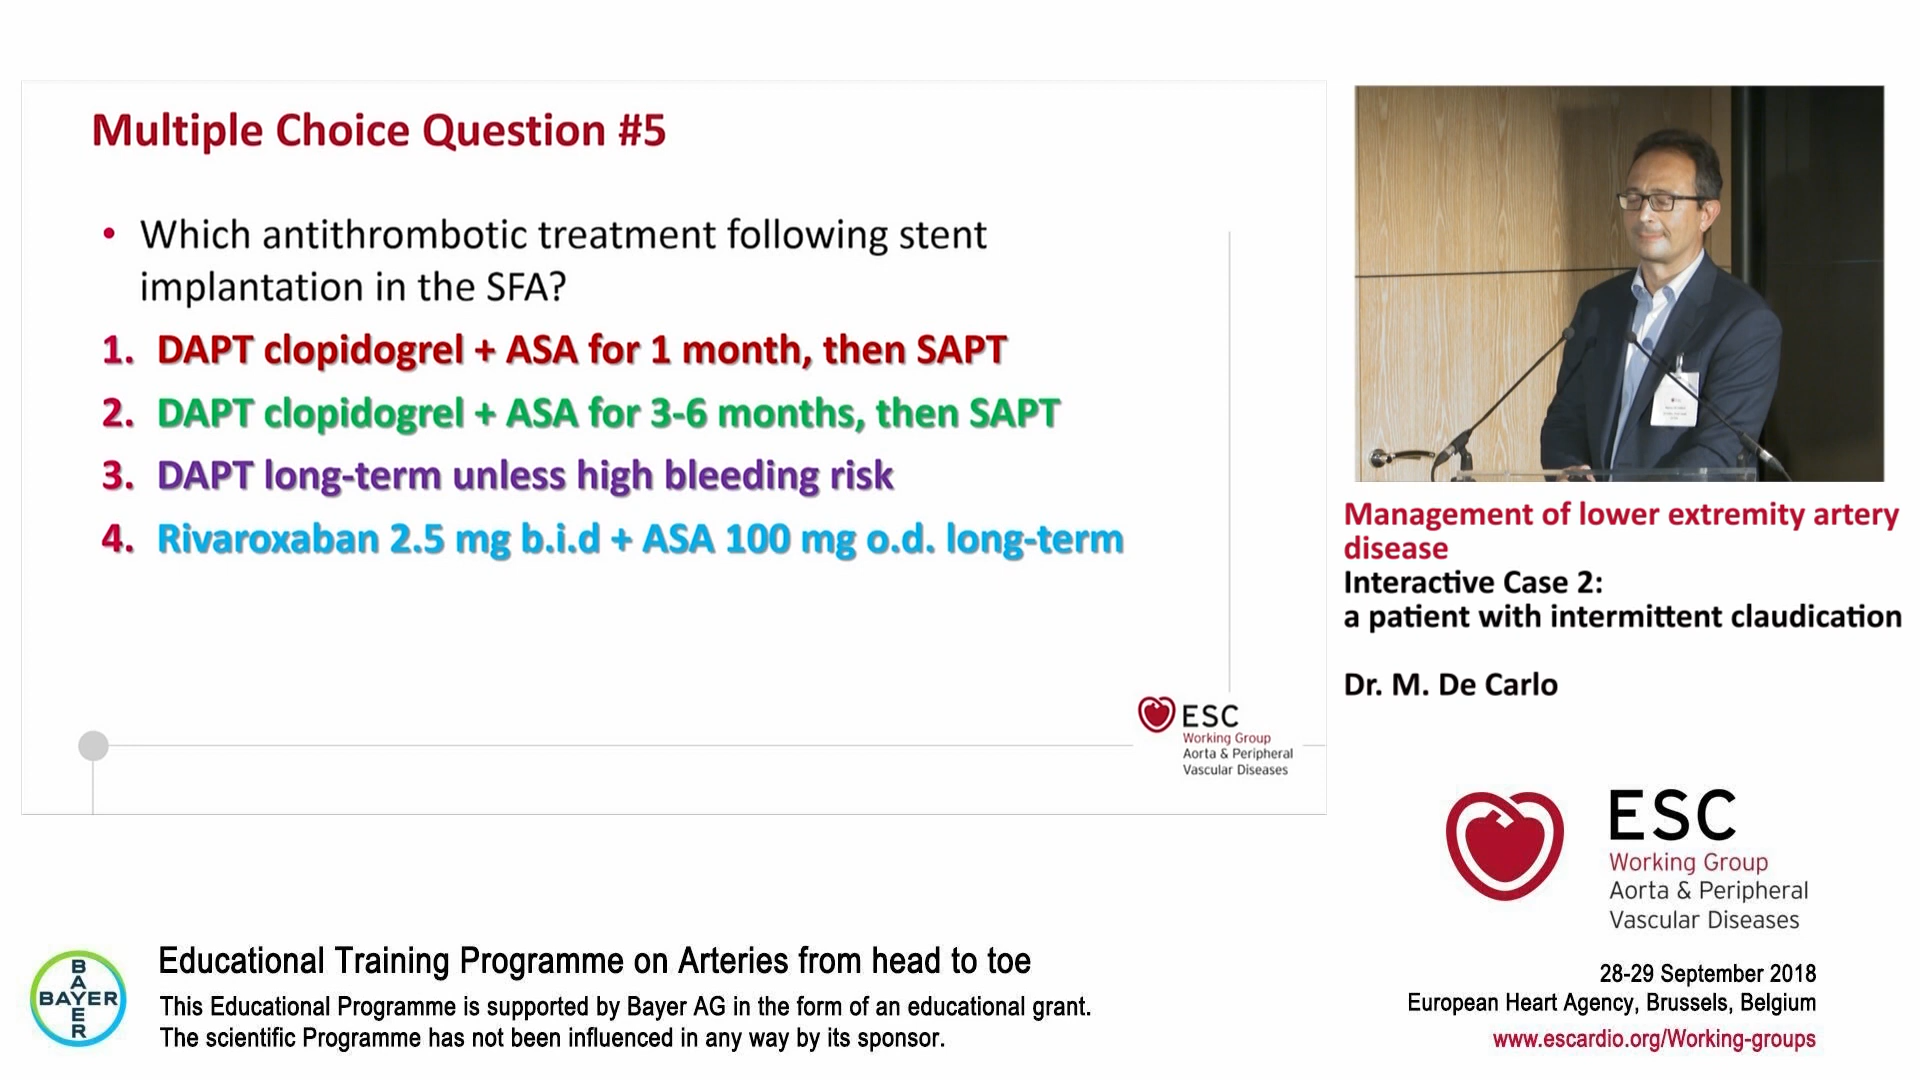 Multiple Choice Question #5
• Which antithrombotic treatment following stent
implantation in the SFA?
1. DAPT clopidogrel + ASA for 1 month, then SAPT
2. DAPT clopidogrel + ASA for 3-6 months, then SAPT
3. DAPT long-term unless high bleeding risk
4. Rivaroxaban 2.5 mg b.i.d + ASA 100 mg o.d. long-term
ESC
Working Group
Aorta & Peripheral
Vascular Diseases
Management of lower extremity artery
disease
Interactive Case 2:
a patient with intermittent claudication
Dr. M. De Carlo
ESC
Working Group
Aorta & Peripheral
Vascular Diseases
28-29 September 2018
European Heart Agency, Brussels, Belgium
www.escardio.org/Working-groups
BAYER
BAYER
Educational Training Programme on Arteries from head to toe
This Educational Programme is supported by Bayer AG in the form of an educational grant.
The scientific Programme has not been influenced in any way by its sponsor.